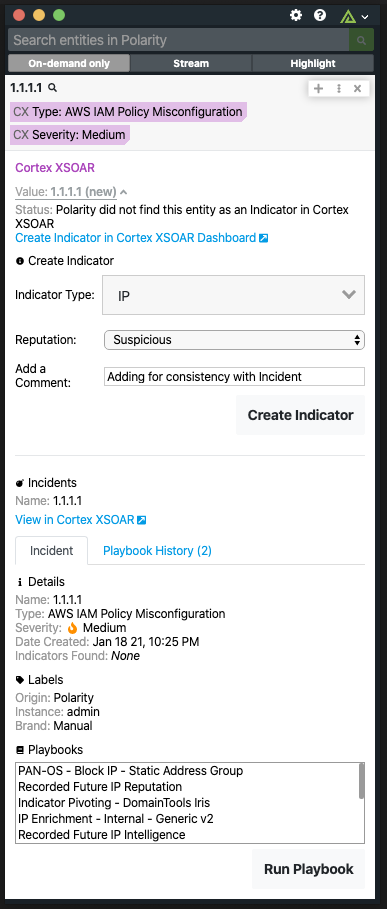 Search entities in Polarity
On-demand only Stream Highlight
1.1.1.1
CX Type: AWS IAM Policy Misconfiguration
CX Severity: Medium
Cortex XSOAR
Value: 1.1.1.1 (new)
Status: Polarity did not find this entity as an Indicator in Cortex
XSOAR
Create Indicator in Cortex XSOAR Dashboard
Create Indicator
Indicator Type: IP
Reputation: Suspicious
Add a
Comment: Adding for consistency with Incident
Create Indicator
Incidents
Name: 1.1.1.1
View in Cortex XSOAR
Incident Playbook History (2)
Details
Name: 1.1.1.1
Type: AWS IAM Policy Misconfiguration
Severity: Medium
Date Created: Jan 18 21, 10:25 PM
Indicators Found: None
Labels
Origin: Polarity
Instance: admin
Brand: Manual
Playbooks
PAN-OS - Block IP - Static Address Group
Recorded Future IP Reputation
Indicator Pivoting - DomainTools Iris
IP Enrichment - Internal - Generic v2
Recorded Future IP Intelligence
Run Playbook